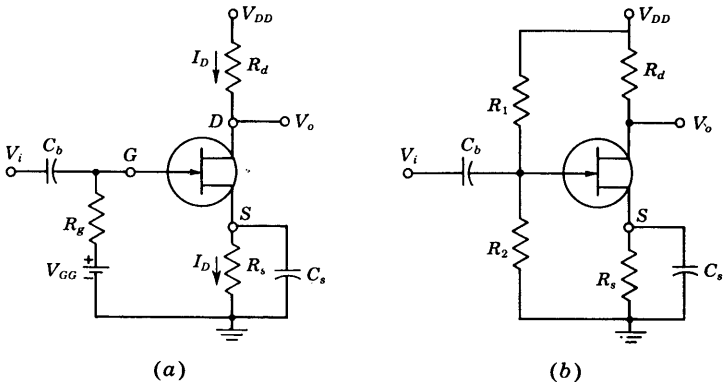 V_DD
I_D
R_d
D
V_o
C_b
G
V_i
R_g
S
V_GG
+
−
I_D
R_s
C_s
(a)
V_DD
R_d
R_1
V_o
C_b
V_i
S
R_2
R_s
C_s
(b)